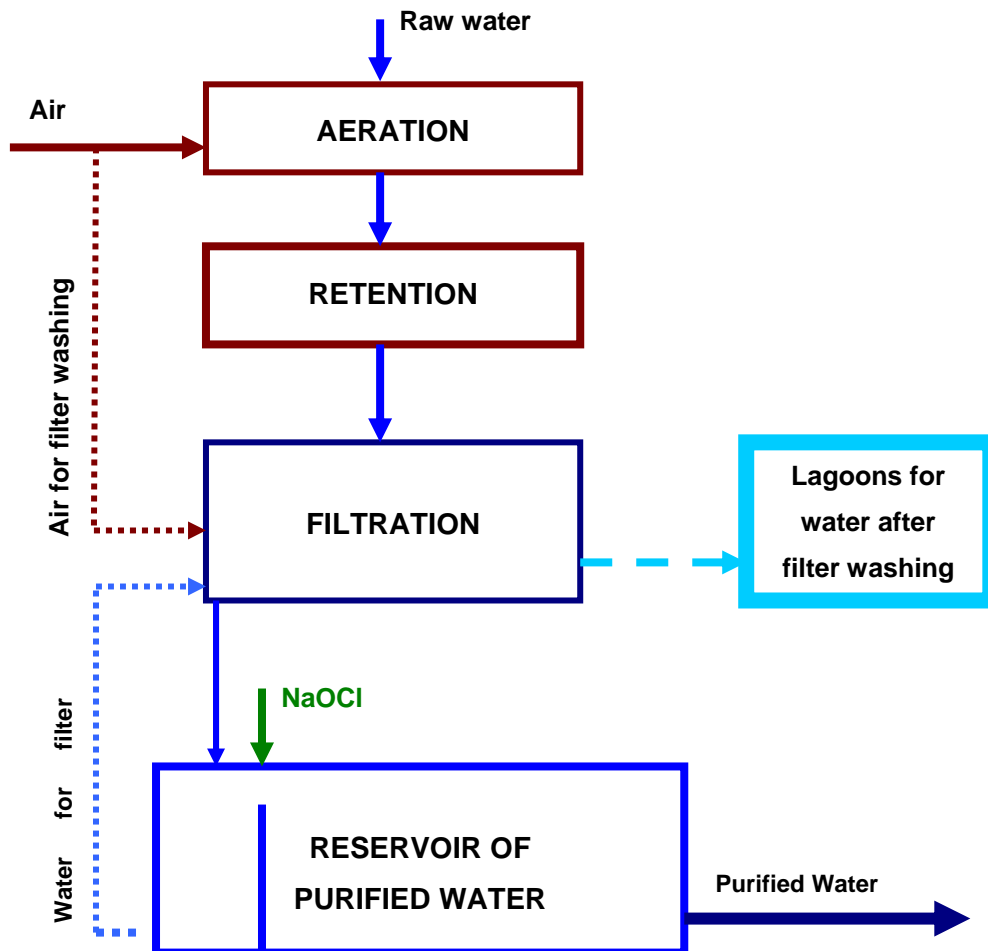 Raw water
Air
AERATION
RETENTION
Air for filter washing
FILTRATION
Lagoons for
water after
filter washing
NaOCl
Water for filter
RESERVOIR OF
PURIFIED WATER
Purified Water